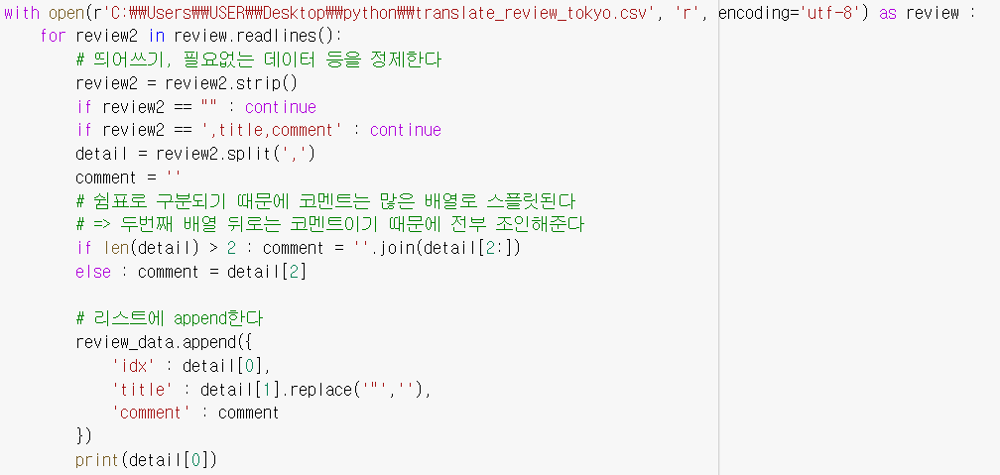 with open(r'C:₩₩Users₩₩USER₩₩Desktop₩₩python₩₩translate_review_tokyo.csv', 'r', encoding='utf-8') as review :
    for review2 in review.readlines():
        # 띄어쓰기, 필요없는 데이터 등을 정제한다
        review2 = review2.strip()
        if review2 == "" : continue
        if review2 == ',title,comment' : continue
        detail = review2.split(',')
        comment = ''
        # 쉼표로 구분되기 때문에 코멘트는 많은 배열로 스플릿된다
        # => 두번째 배열 뒤로는 코멘트이기 때문에 전부 조인해준다
        if len(detail) > 2 : comment = ''.join(detail[2:])
        else : comment = detail[2]

        # 리스트에 append한다
        review_data.append({
            'idx' : detail[0],
            'title' : detail[1].replace('"',''),
            'comment' : comment
        })
        print(detail[0])